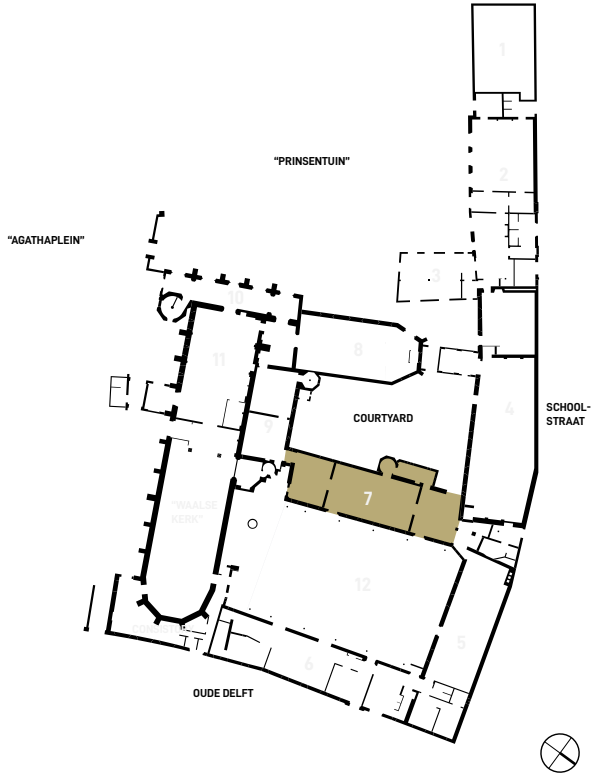 1
2
"PRINSENTUIN"
"AGATHAPLEIN"
3
10
8
11
4
SCHOOL-
STRAAT
COURTYARD
9
7
"WAALSE
KERK"
12
5
6
OUDE DELFT